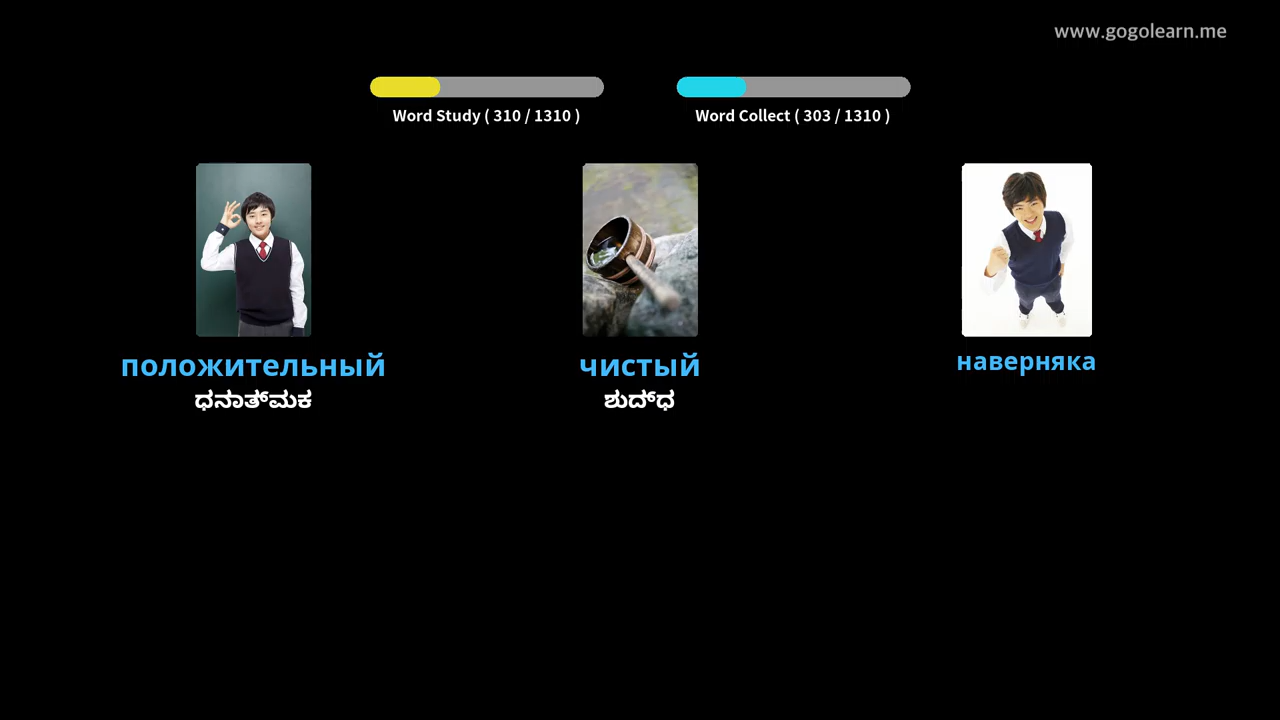 www.gogolearn.me
Word Study ( 310 / 1310 )
Word Collect ( 303 / 1310 )
положительный
чистый
наверняка
ಧನಾತ್‌ಮಕ
ಶುದ್‌ಧ